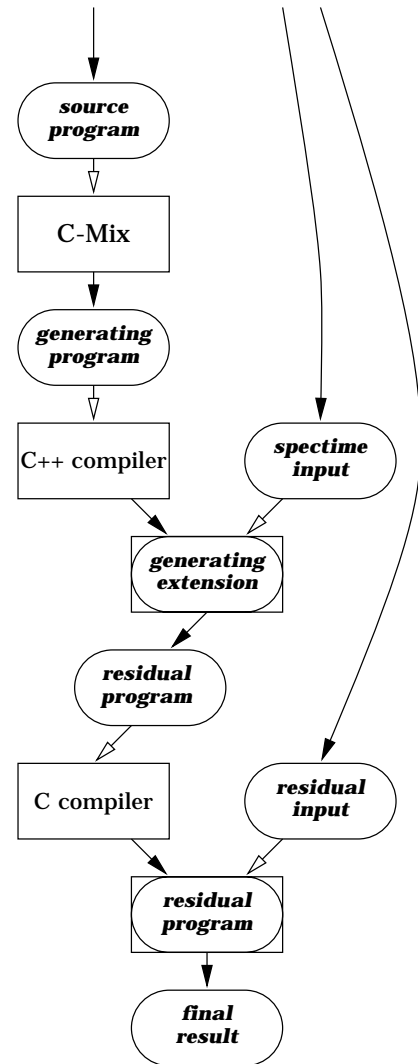 source
program
C-Mix
generating
program
C++ compiler
spectime
input
generating
extension
residual
program
C compiler
residual
input
residual
program
final
result